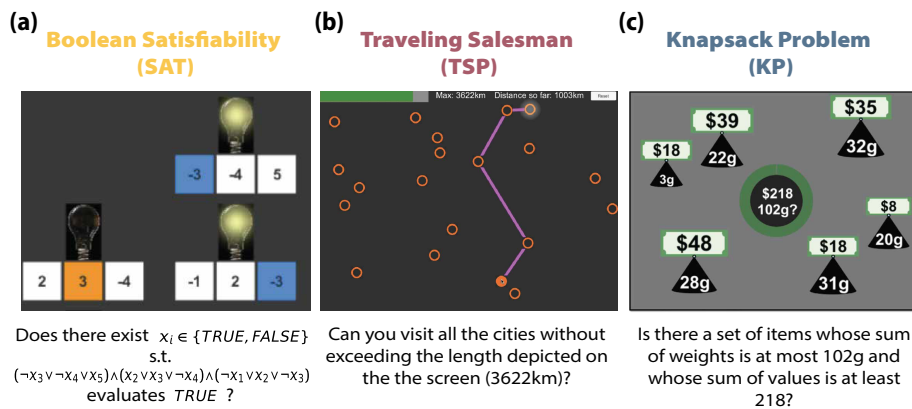 (a)
Boolean Satisfiability
(SAT)
-3 -4 5
2 3 -4
-1 2 -3
Does there exist x_i ∈ {TRUE, FALSE}
s.t.
(¬x₃∨¬x₄∨x₅)∧(x₂∨x₃∨¬x₄)∧(¬x₁∨x₂∨¬x₃)
evaluates TRUE ?
(b)
Traveling Salesman
(TSP)
Max: 3622km Distance so far: 1003km Reset
Can you visit all the cities without
exceeding the length depicted on
the the screen (3622km)?
(c)
Knapsack Problem
(KP)
$35
32g
$39
22g
$18
3g
$218
102g?
$8
20g
$48
28g
$18
31g
Is there a set of items whose sum
of weights is at most 102g and
whose sum of values is at least
218?